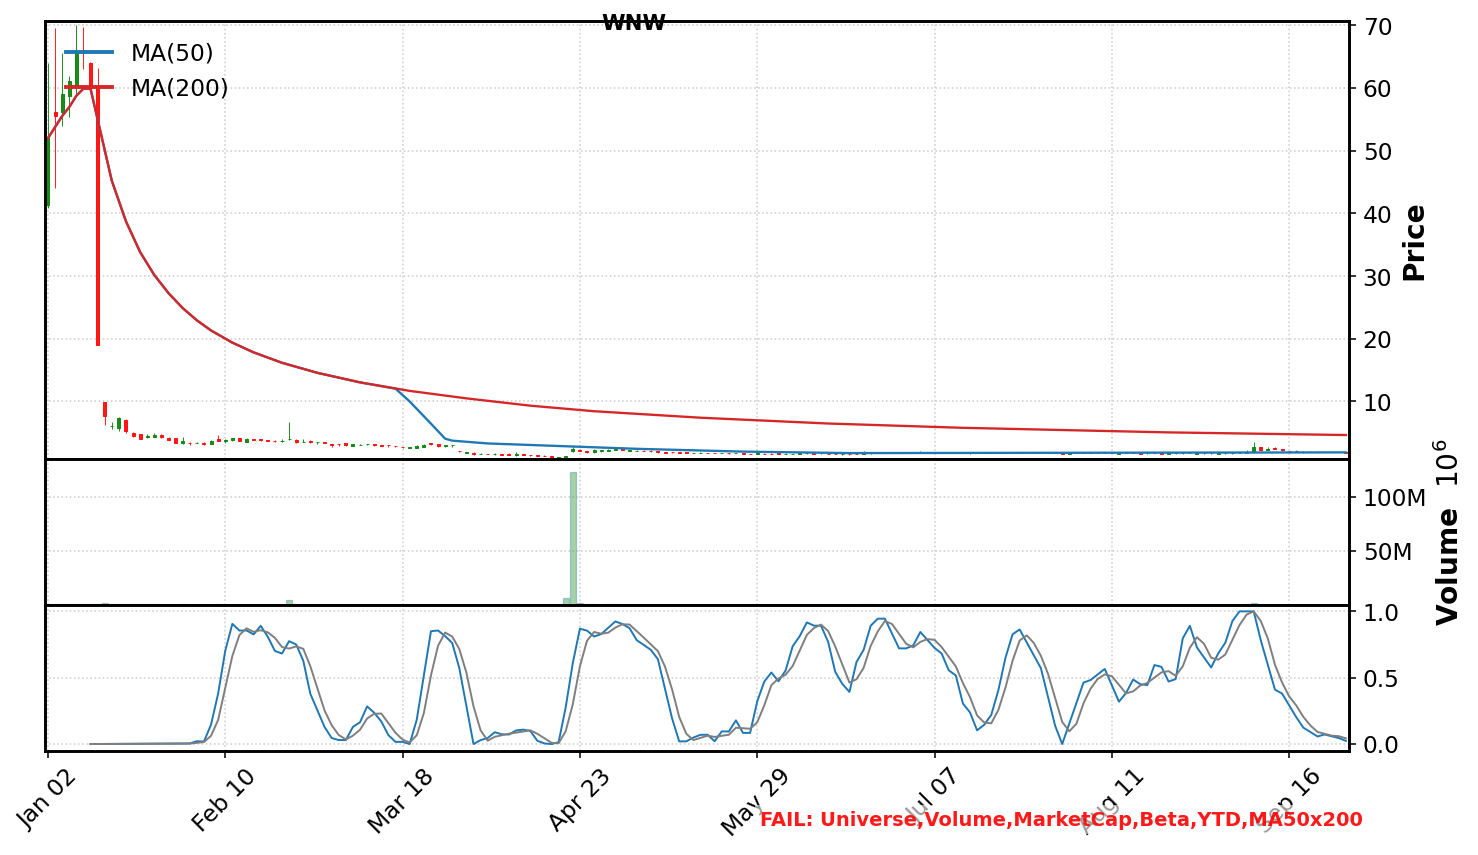 WNW
MA(50)
MA(200)
70
60
50
40
30
20
10
Price
100M
50M
Volume 10^6
1.0
0.5
0.0
Jan 02
Feb 10
Mar 18
Apr 23
May 29
Jul 07
Aug 11
Sep 16
FAIL: Universe,Volume,MarketCap,Beta,YTD,MA50x200